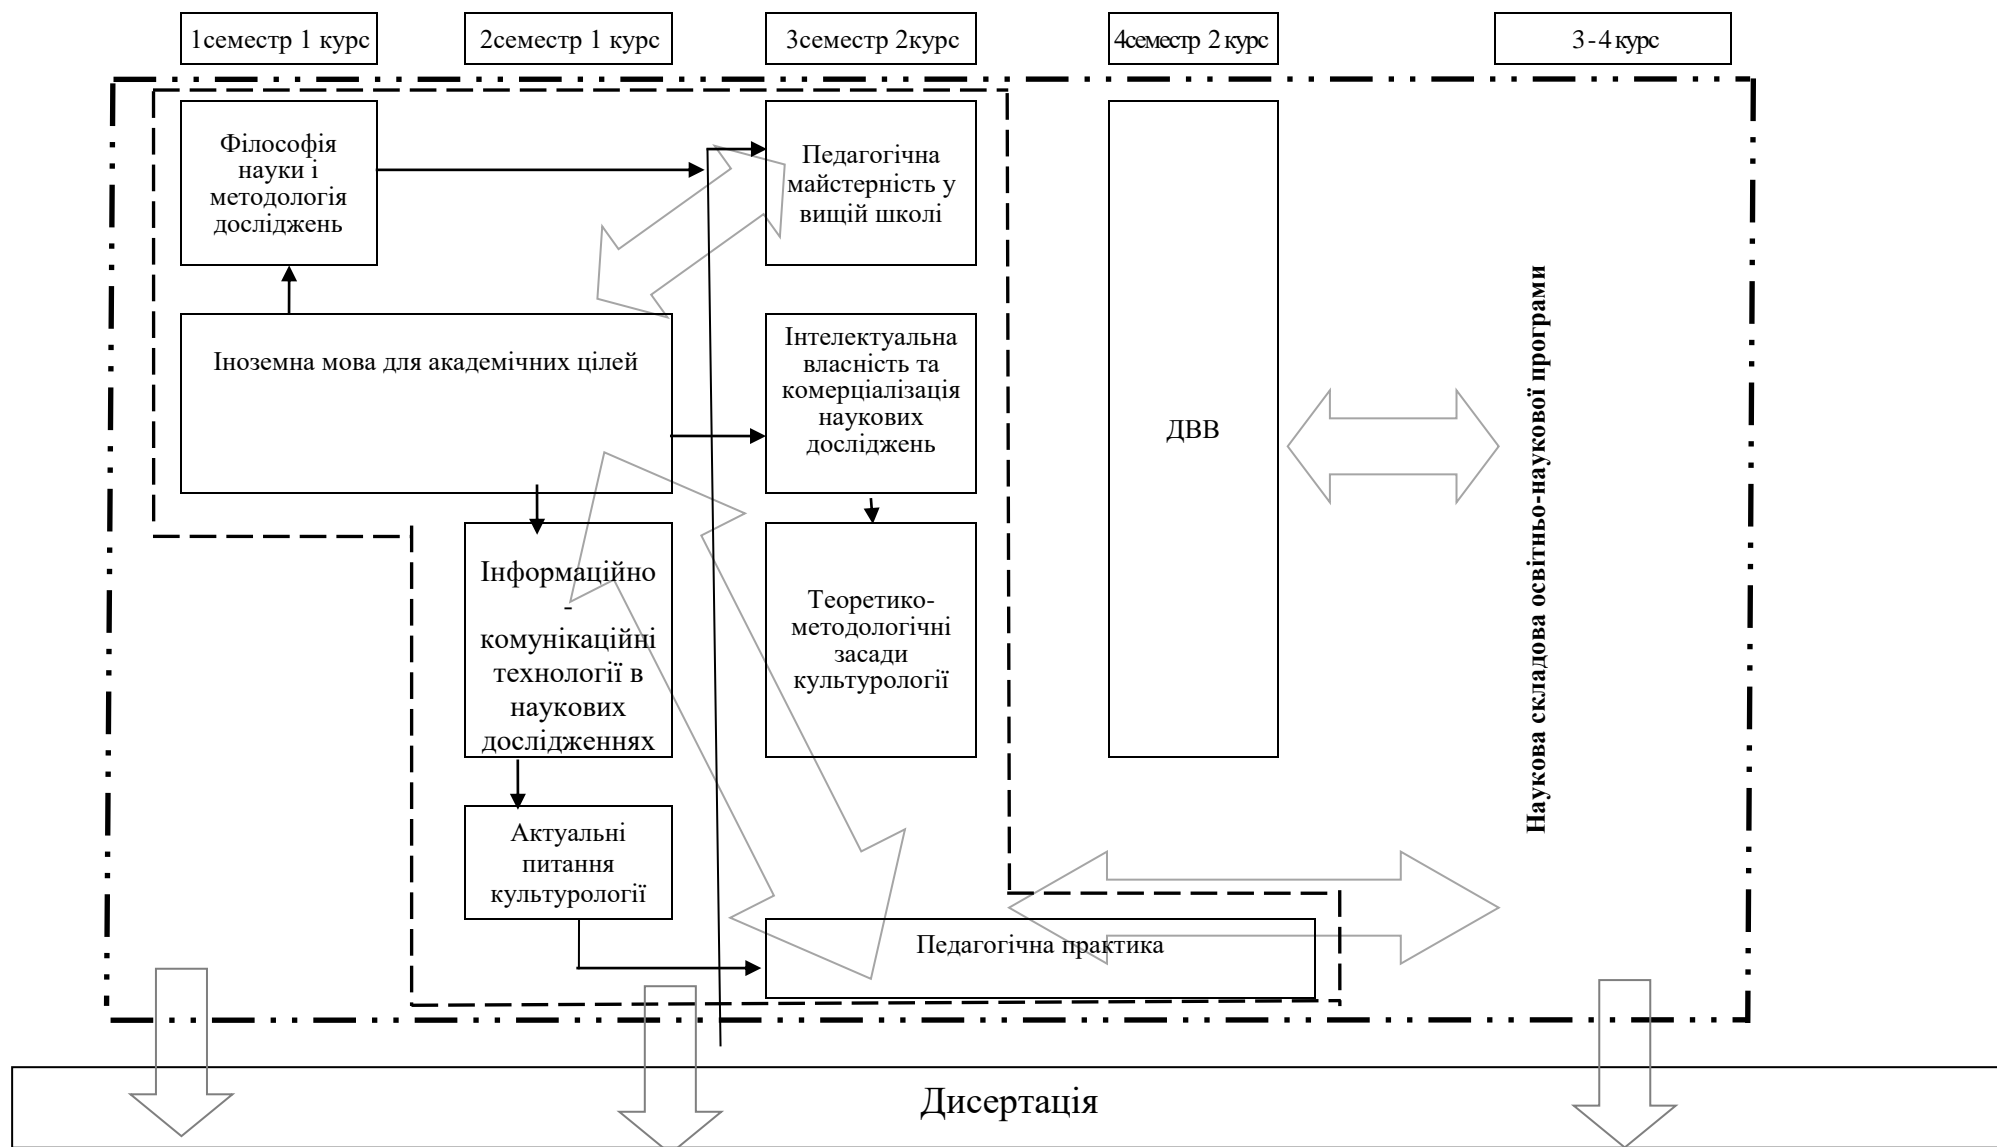 1семестр 1 курс
2семестр 1 курс
3семестр 2курс
4семестр 2 курс
3-4 курс
Філософія
науки і
методологія
досліджень
Педагогічна
майстерність у
вищій школі
Іноземна мова для академічних цілей
Інтелектуальна
власність та
комерціалізація
наукових
досліджень
ДВВ
Наукова складова освітньо-наукової програми
Інформаційно
-
комунікаційні
технології в
наукових
дослідженнях
Теоретико-
методологічні
засади
культурології
Актуальні
питання
культурології
Педагогічна практика
Дисертація